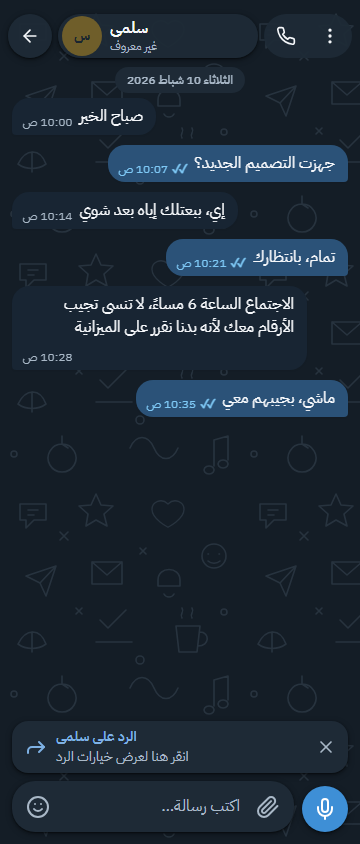 سلمى
غير معروف
س
الثلاثاء 10 شباط 2026
صباح الخير 10:00 ص
جهزت التصميم الجديد؟ 10:07 ص
إي، ببعتلك إياه بعد شوي 10:14 ص
تمام، بانتظارك 10:21 ص
الاجتماع الساعة 6 مساءً، لا تنسى تجيب
الأرقام معك لأنه بدنا نقرر على الميزانية
10:28 ص
ماشي، بجيبهم معي 10:35 ص
الرد على سلمى
انقر هنا لعرض خيارات الرد
اكتب رسالة...